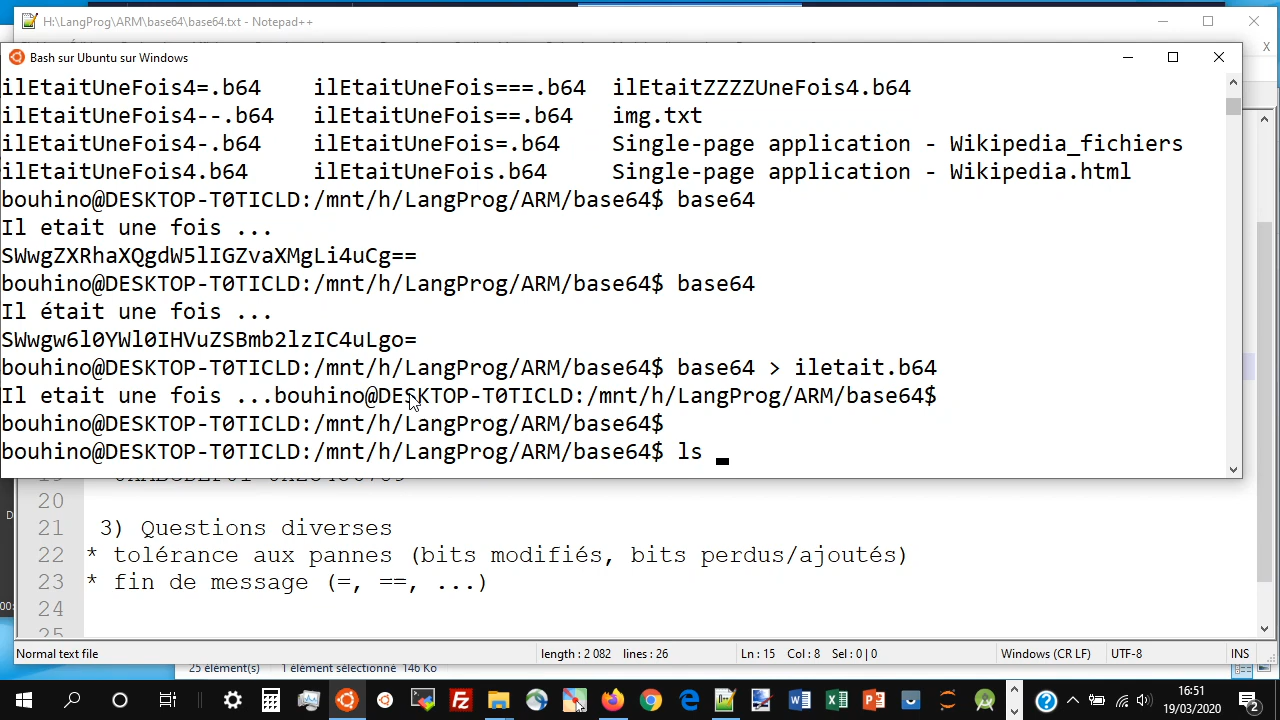 H:\LangProg\ARM\base64\base64.txt - Notepad++
X
Bash sur Ubuntu sur Windows
ilEtaitUneFois4=.b64 ilEtaitUneFois===.b64 ilEtaitZZZZUneFois4.b64
ilEtaitUneFois4--.b64 ilEtaitUneFois==.b64 img.txt
ilEtaitUneFois4-.b64 ilEtaitUneFois=.b64 Single-page application - Wikipedia_fichiers
ilEtaitUneFois4.b64 ilEtaitUneFois.b64 Single-page application - Wikipedia.html
bouhino@DESKTOP-T0TICLD:/mnt/h/LangProg/ARM/base64$ base64
Il etait une fois ...
SWwgZXRhaXQgdW5lIGZvaXMgLi4uCg==
bouhino@DESKTOP-T0TICLD:/mnt/h/LangProg/ARM/base64$ base64
Il était une fois ...
SWwgw6l0YWl0IHVuZSBmb2lzIC4uLgo=
bouhino@DESKTOP-T0TICLD:/mnt/h/LangProg/ARM/base64$ base64 > iletait.b64
Il etait une fois ...bouhino@DESKTOP-T0TICLD:/mnt/h/LangProg/ARM/base64$
bouhino@DESKTOP-T0TICLD:/mnt/h/LangProg/ARM/base64$
bouhino@DESKTOP-T0TICLD:/mnt/h/LangProg/ARM/base64$ ls
20
21 3) Questions diverses
22 * tolérance aux pannes (bits modifiés, bits perdus/ajoutés)
23 * fin de message (=, ==, ...)
24
25
Normal text file length : 2 082 lines : 26 Ln : 15 Col : 8 Sel : 0 | 0 Windows (CR LF) UTF-8 INS
25 élément(s) 1 élément sélectionné 146 Ko
16:51
19/03/2020
2